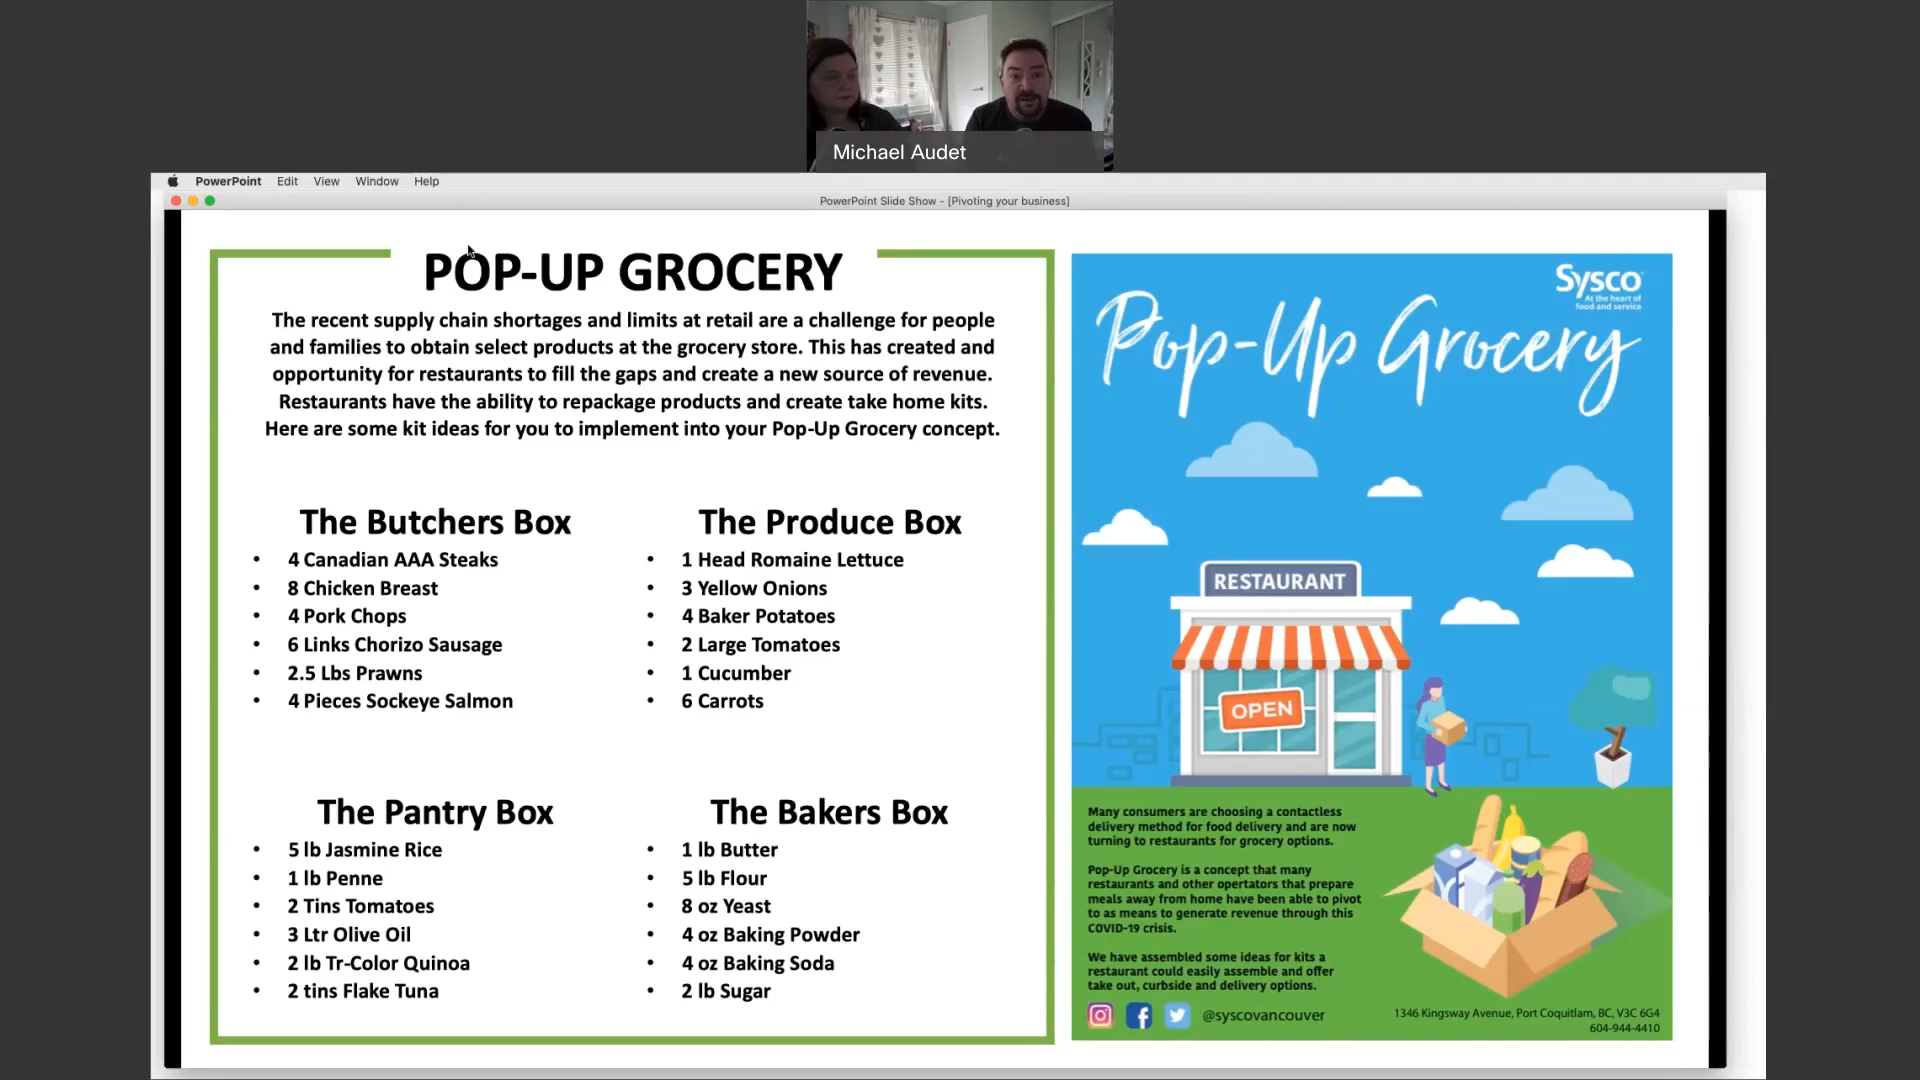 Michael Audet
PowerPoint Edit View Window Help
PowerPoint Slide Show - [Pivoting your business]
POP-UP GROCERY
The recent supply chain shortages and limits at retail are a challenge for people
and families to obtain select products at the grocery store. This has created and
opportunity for restaurants to fill the gaps and create a new source of revenue.
Restaurants have the ability to repackage products and create take home kits.
Here are some kit ideas for you to implement into your Pop-Up Grocery concept.
The Butchers Box
• 4 Canadian AAA Steaks
• 8 Chicken Breast
• 4 Pork Chops
• 6 Links Chorizo Sausage
• 2.5 Lbs Prawns
• 4 Pieces Sockeye Salmon
The Produce Box
• 1 Head Romaine Lettuce
• 3 Yellow Onions
• 4 Baker Potatoes
• 2 Large Tomatoes
• 1 Cucumber
• 6 Carrots
The Pantry Box
• 5 lb Jasmine Rice
• 1 lb Penne
• 2 Tins Tomatoes
• 3 Ltr Olive Oil
• 2 lb Tr-Color Quinoa
• 2 tins Flake Tuna
The Bakers Box
• 1 lb Butter
• 5 lb Flour
• 8 oz Yeast
• 4 oz Baking Powder
• 4 oz Baking Soda
• 2 lb Sugar
Sysco
At the heart of
food and service
Pop-Up Grocery
RESTAURANT
OPEN
Many consumers are choosing a contactless
delivery method for food delivery and are now
turning to restaurants for grocery options.
Pop-Up Grocery is a concept that many
restaurants and other opertators that prepare
meals away from home have been able to pivot
to as means to generate revenue through this
COVID-19 crisis.
We have assembled some ideas for kits a
restaurant could easily assemble and offer
take out, curbside and delivery options.
@syscovancouver
1346 Kingsway Avenue, Port Coquitlam, BC, V3C 6G4
604-944-4410